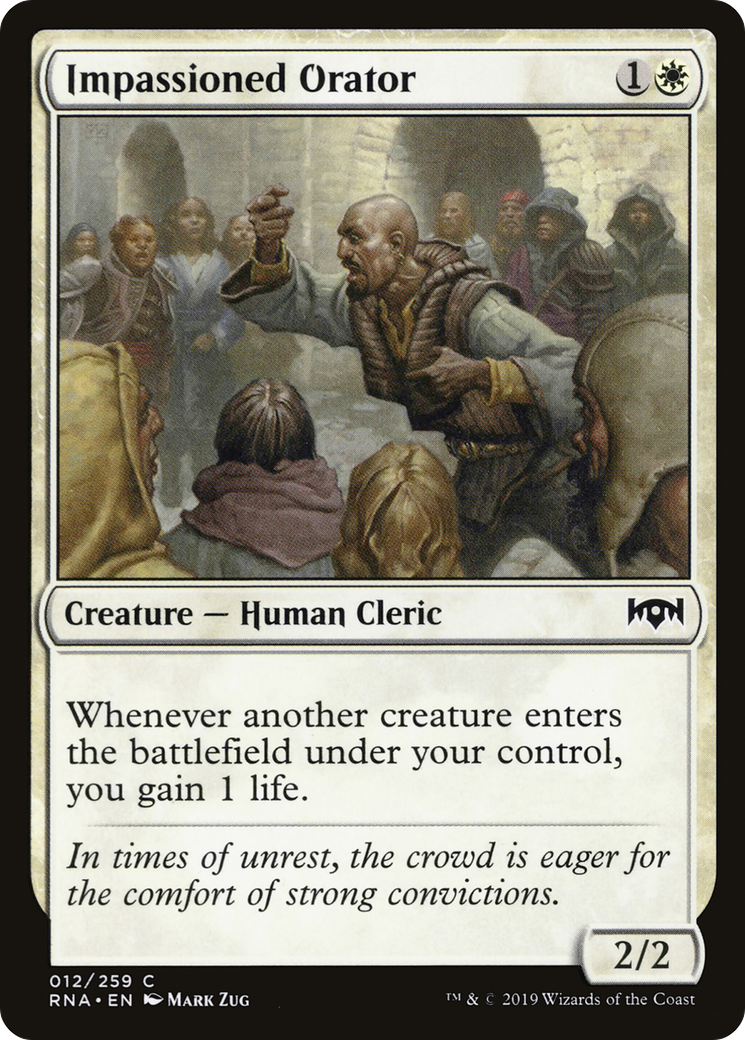 Impassioned Orator 1
Creature — Human Cleric
Whenever another creature enters
the battlefield under your control,
you gain 1 life.
In times of unrest, the crowd is eager for
the comfort of strong convictions.
2/2
012/259 C
RNA • EN Mark Zug
™ & © 2019 Wizards of the Coast